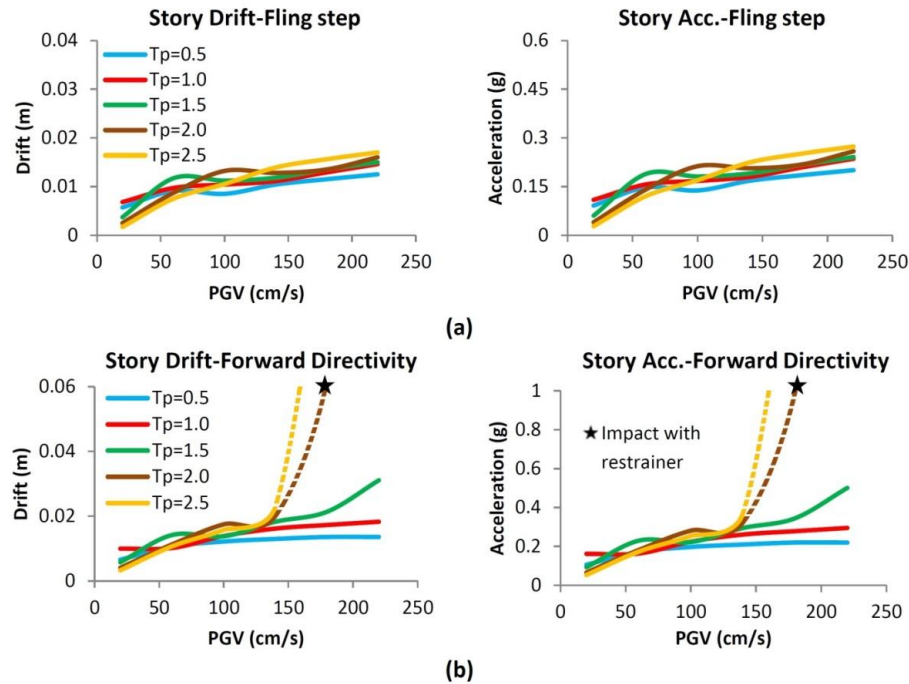 Story Drift-Fling step
0.04
0.03
0.02
0.01
0
Drift (m)
Tp=0.5
Tp=1.0
Tp=1.5
Tp=2.0
Tp=2.5
0 50 100 150 200 250
PGV (cm/s)
Story Acc.-Fling step
0.6
0.45
0.3
0.15
0
Acceleration (g)
0 50 100 150 200 250
PGV (cm/s)
(a)
Story Drift-Forward Directivity
0.06
0.04
0.02
0
Drift (m)
Tp=0.5
Tp=1.0
Tp=1.5
Tp=2.0
Tp=2.5
0 50 100 150 200 250
PGV (cm/s)
Story Acc.-Forward Directivity
1
0.8
0.6
0.4
0.2
0
Acceleration (g)
Impact with
restrainer
0 50 100 150 200 250
PGV (cm/s)
(b)